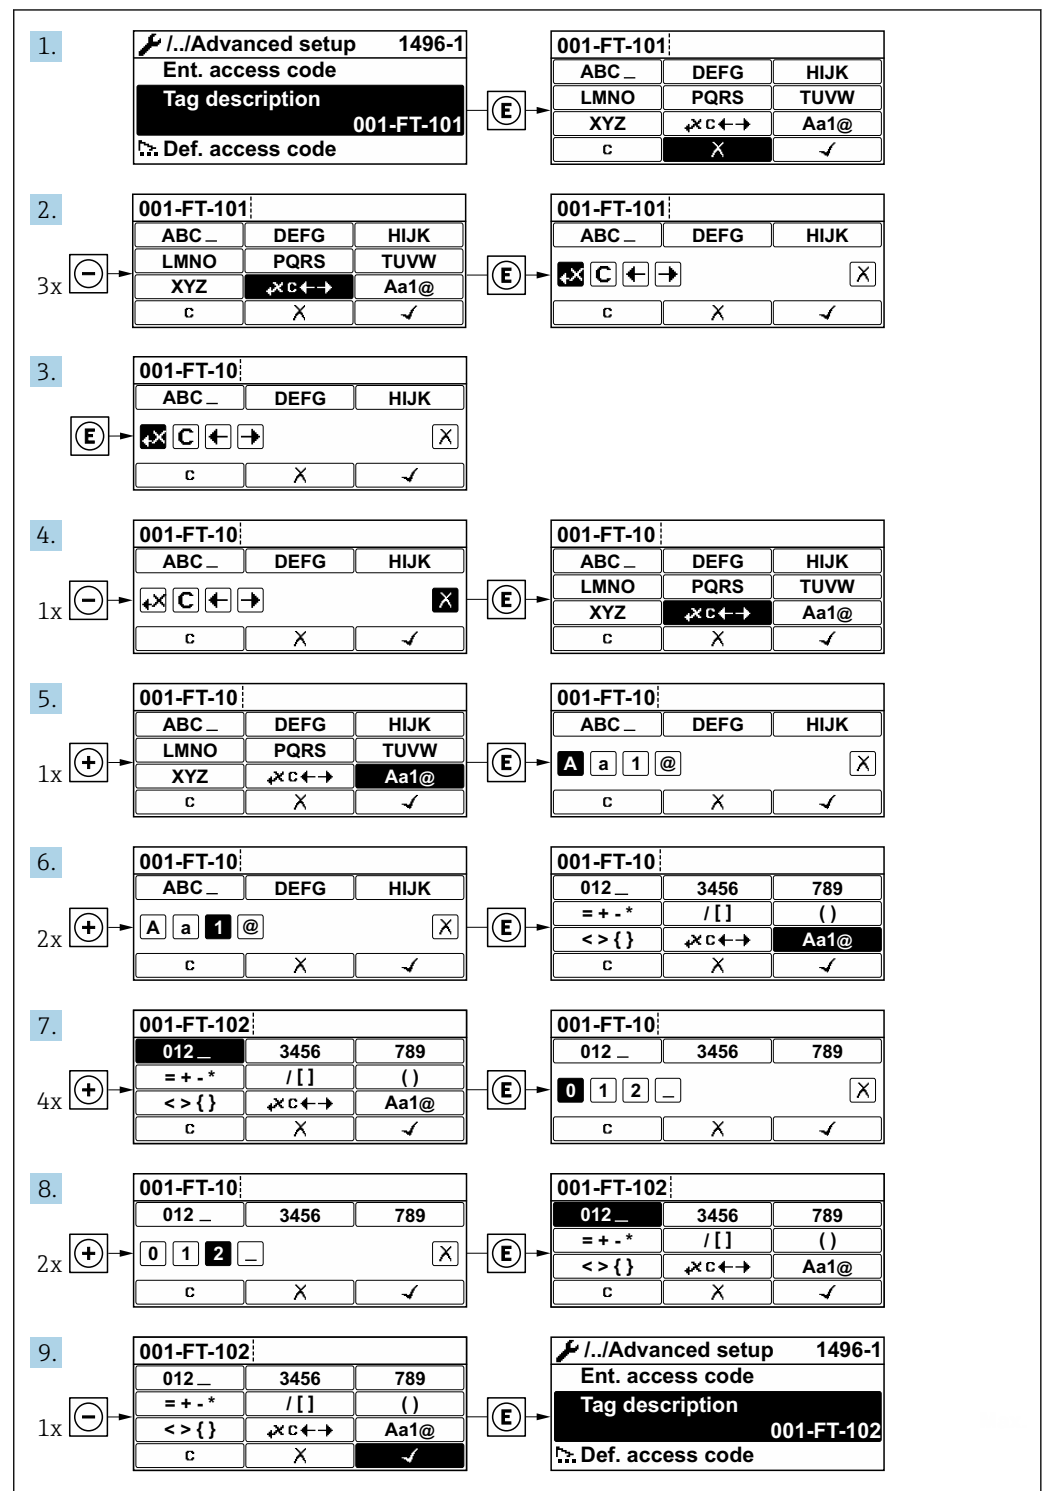 1.
/../Advanced setup 1496-1
Ent. access code
Tag description
001-FT-101
Def. access code
E
001-FT-101
ABC_ DEFG HIJK
LMNO PQRS TUVW
XYZ C Aa1@
C X ✓
2.
3x −
001-FT-101
ABC_ DEFG HIJK
LMNO PQRS TUVW
XYZ C Aa1@
C X ✓
E
001-FT-101
ABC_ DEFG HIJK
C X
C X ✓
3.
E
001-FT-10
ABC_ DEFG HIJK
C X
C X ✓
4.
1x −
001-FT-10
ABC_ DEFG HIJK
C X
C X ✓
E
001-FT-10
ABC_ DEFG HIJK
LMNO PQRS TUVW
XYZ C Aa1@
C X ✓
5.
1x +
001-FT-10
ABC_ DEFG HIJK
LMNO PQRS TUVW
XYZ C Aa1@
C X ✓
E
001-FT-10
ABC_ DEFG HIJK
A a 1 @ X
C X ✓
6.
2x +
001-FT-10
ABC_ DEFG HIJK
A a 1 @ X
C X ✓
E
001-FT-10
012_ 3456 789
= + - * / [ ] ( )
< > { } C Aa1@
C X ✓
7.
4x +
001-FT-102
012_ 3456 789
= + - * / [ ] ( )
< > { } C Aa1@
C X ✓
E
001-FT-10
012_ 3456 789
0 1 2 _ X
C X ✓
8.
2x +
001-FT-10
012_ 3456 789
0 1 2 _ X
C X ✓
E
001-FT-102
012_ 3456 789
= + - * / [ ] ( )
< > { } C Aa1@
C X ✓
9.
1x −
001-FT-102
012_ 3456 789
= + - * / [ ] ( )
< > { } C Aa1@
C X ✓
E
/../Advanced setup 1496-1
Ent. access code
Tag description
001-FT-102
Def. access code